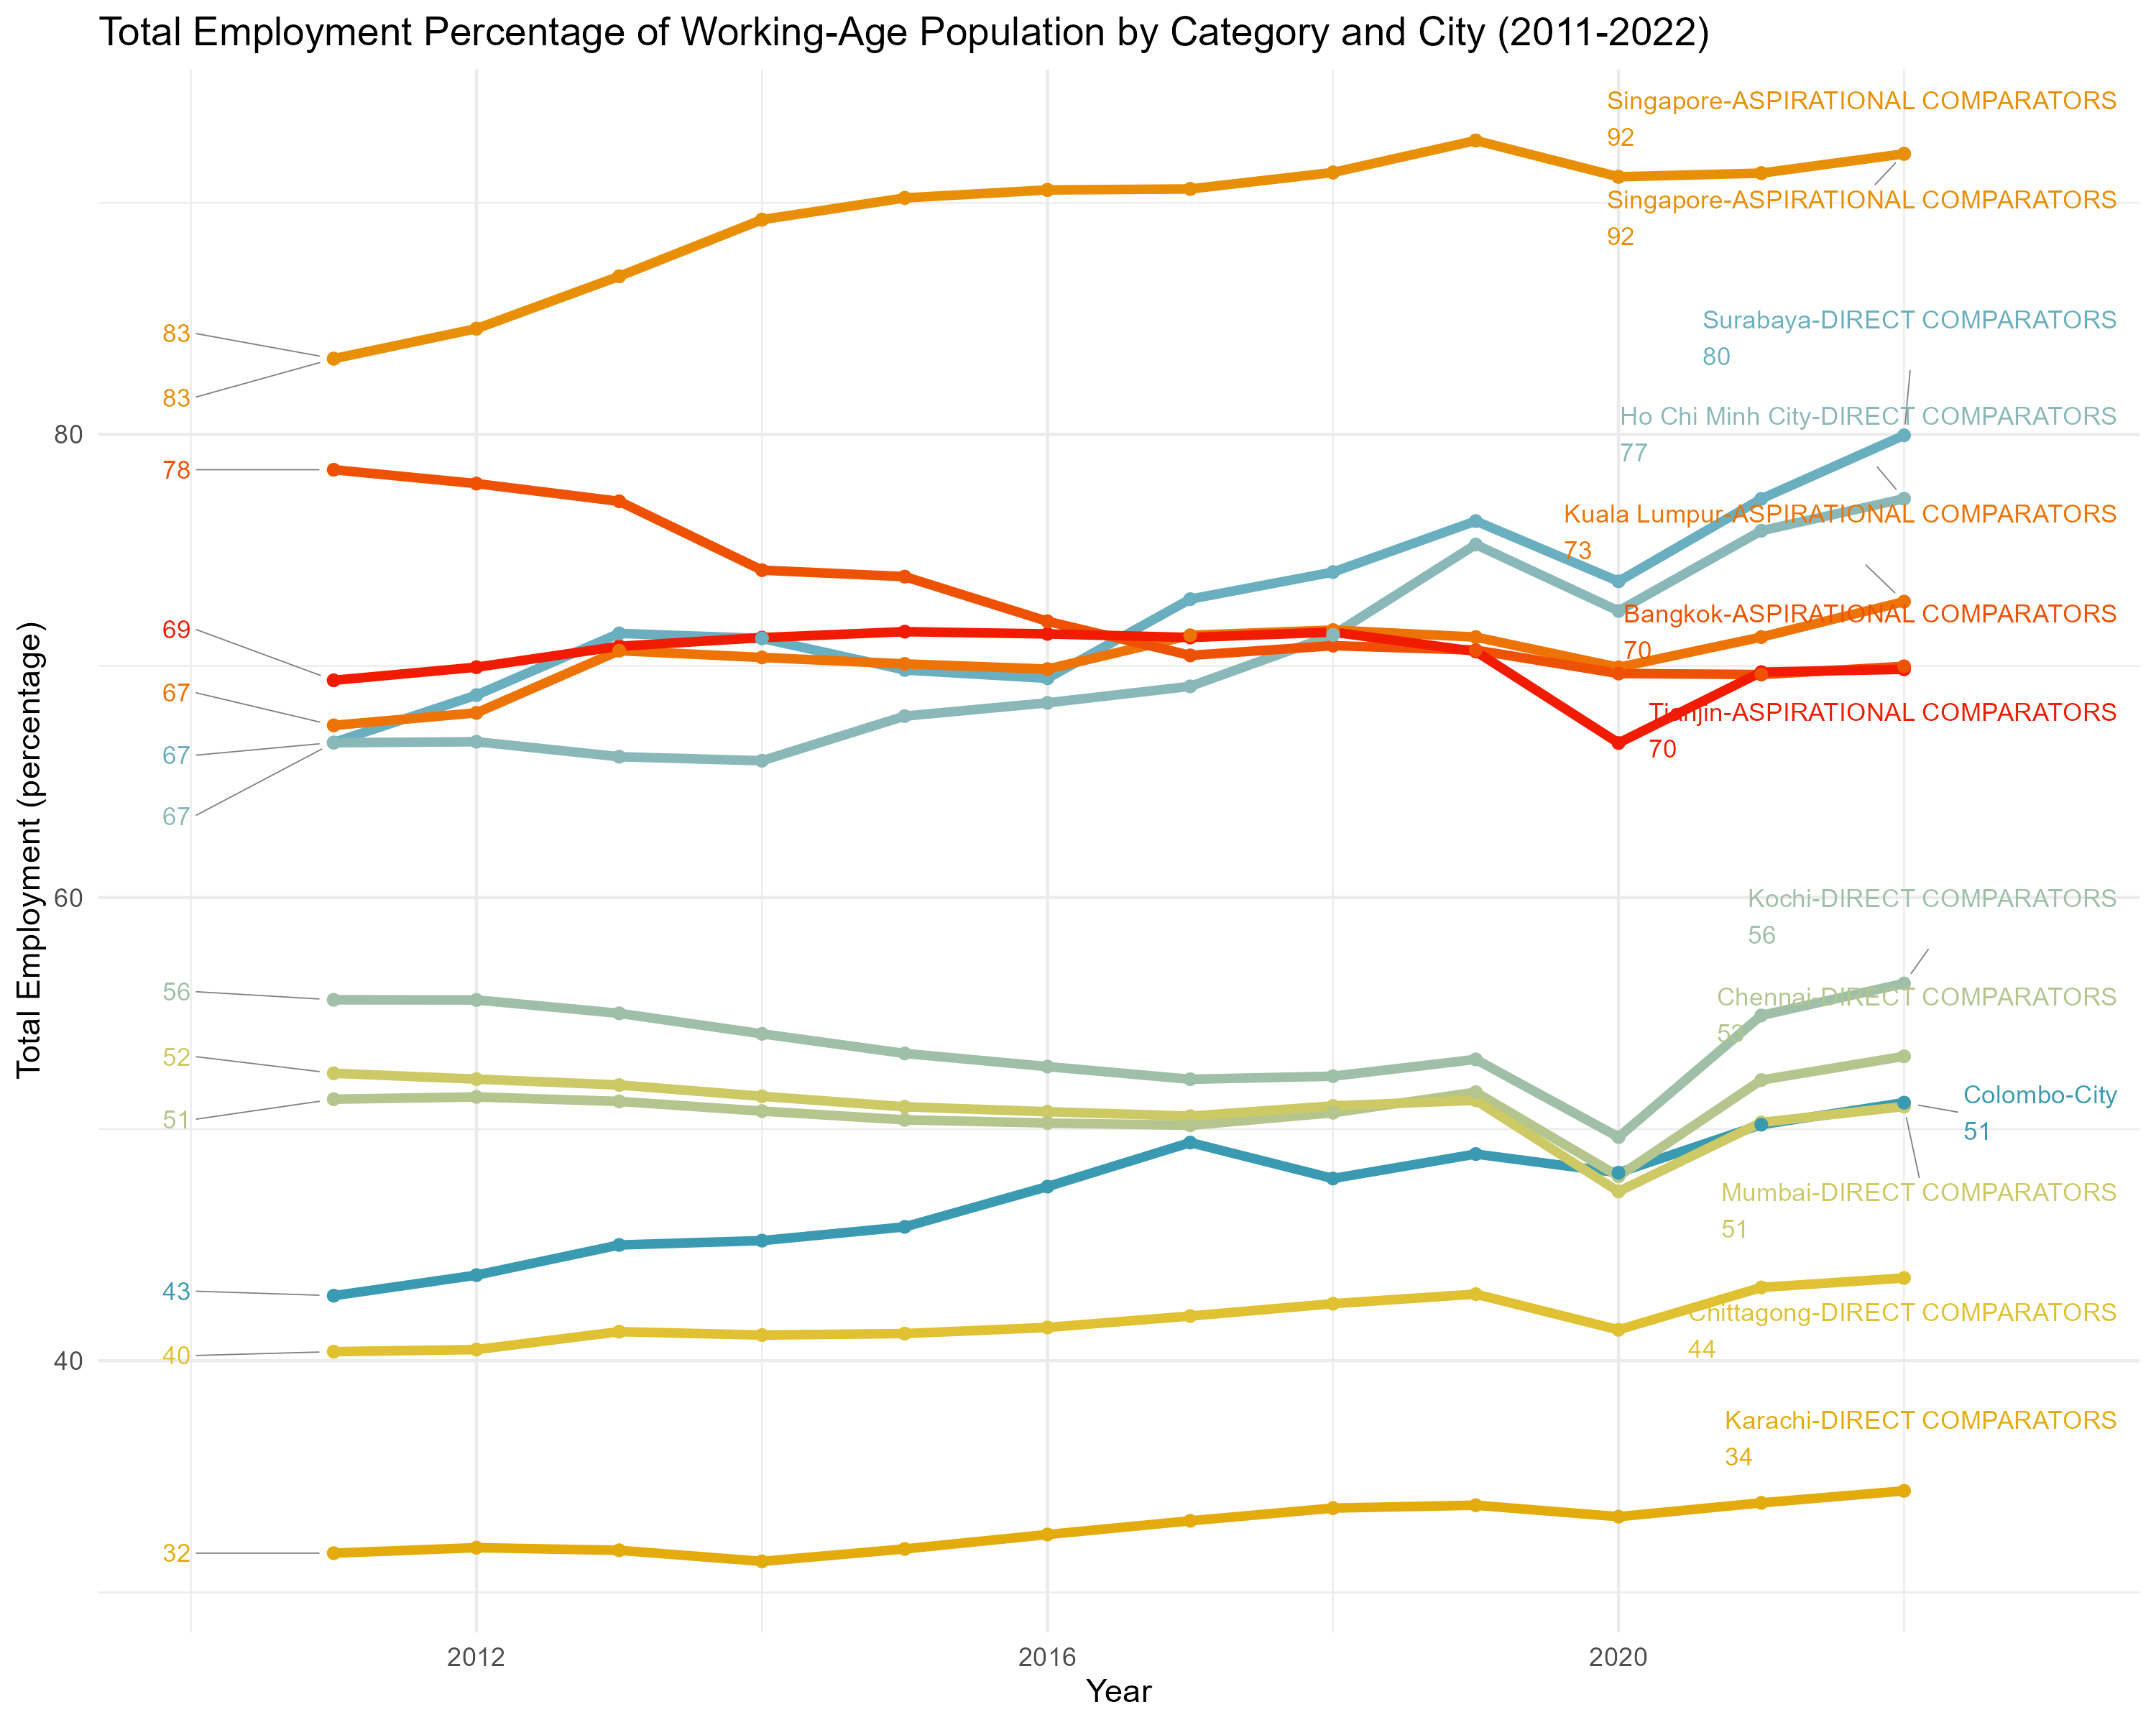 Total Employment Percentage of Working-Age Population by Category and City (2011-2022)
Singapore-ASPIRATIONAL COMPARATORS
92
Singapore-ASPIRATIONAL COMPARATORS
92
Surabaya-DIRECT COMPARATORS
80
Ho Chi Minh City-DIRECT COMPARATORS
77
Kuala Lumpur-ASPIRATIONAL COMPARATORS
73
Bangkok-ASPIRATIONAL COMPARATORS
70
Tianjin-ASPIRATIONAL COMPARATORS
70
Kochi-DIRECT COMPARATORS
56
Chennai-DIRECT COMPARATORS
53
Colombo-City
51
Mumbai-DIRECT COMPARATORS
51
Chittagong-DIRECT COMPARATORS
44
Karachi-DIRECT COMPARATORS
34
83
83
78
69
67
67
67
56
52
51
43
40
32
80
60
40
Total Employment (percentage)
2012
2016
2020
Year